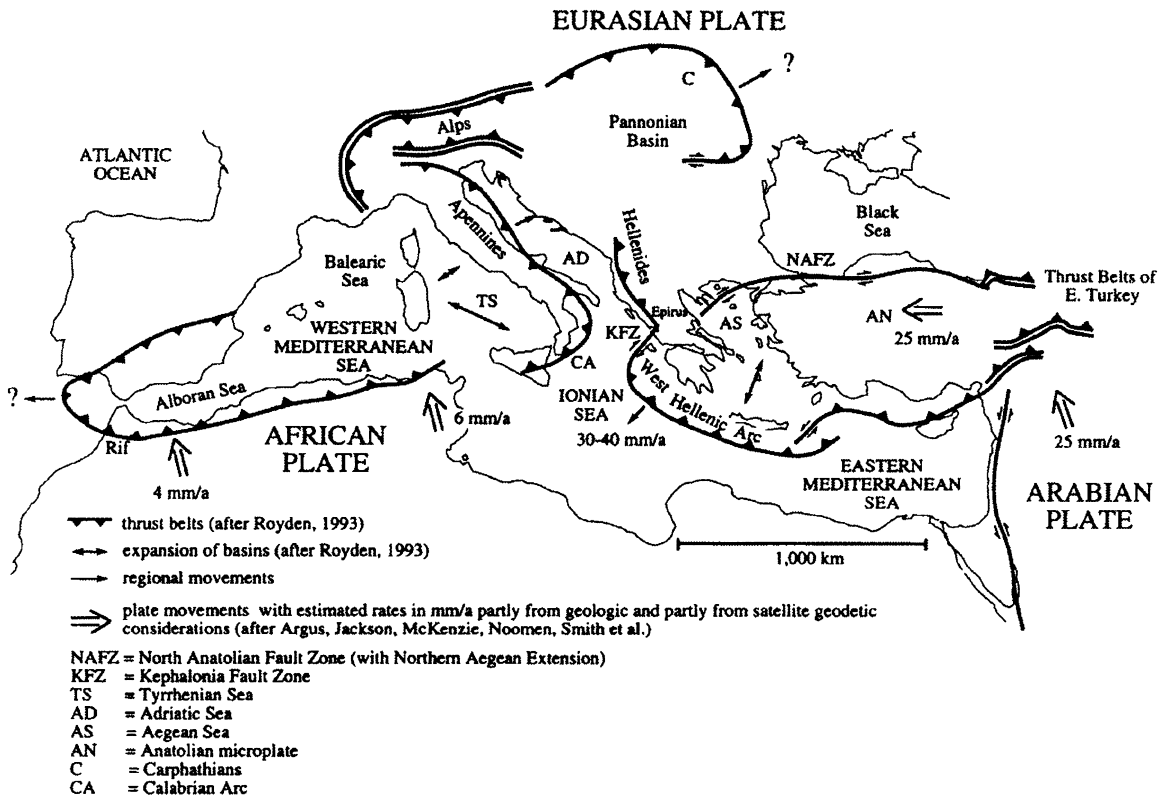 EURASIAN PLATE
C
?
Pannonian
Basin
Alps
ATLANTIC
OCEAN
Black
Sea
Apennines
Hellenides
AD
Balearic
Sea
NAFZ
Thrust Belts of
E. Turkey
TS
Epirus
AS
AN
25 mm/a
KFZ
WESTERN
MEDITERRANEAN
SEA
CA
?
Alboran Sea
6 mm/a
IONIAN
SEA
30-40 mm/a
West Hellenic Arc
Rif
AFRICAN
PLATE
25 mm/a
4 mm/a
EASTERN
MEDITERRANEAN
SEA
ARABIAN
PLATE
1,000 km
thrust belts (after Royden, 1993)
expansion of basins (after Royden, 1993)
regional movements
plate movements with estimated rates in mm/a partly from geologic and partly from satellite geodetic
considerations (after Argus, Jackson, McKenzie, Noomen, Smith et al.)
NAFZ = North Anatolian Fault Zone (with Northern Aegean Extension)
KFZ = Kephalonia Fault Zone
TS = Tyrrhenian Sea
AD = Adriatic Sea
AS = Aegean Sea
AN = Anatolian microplate
C = Carphathians
CA = Calabrian Arc